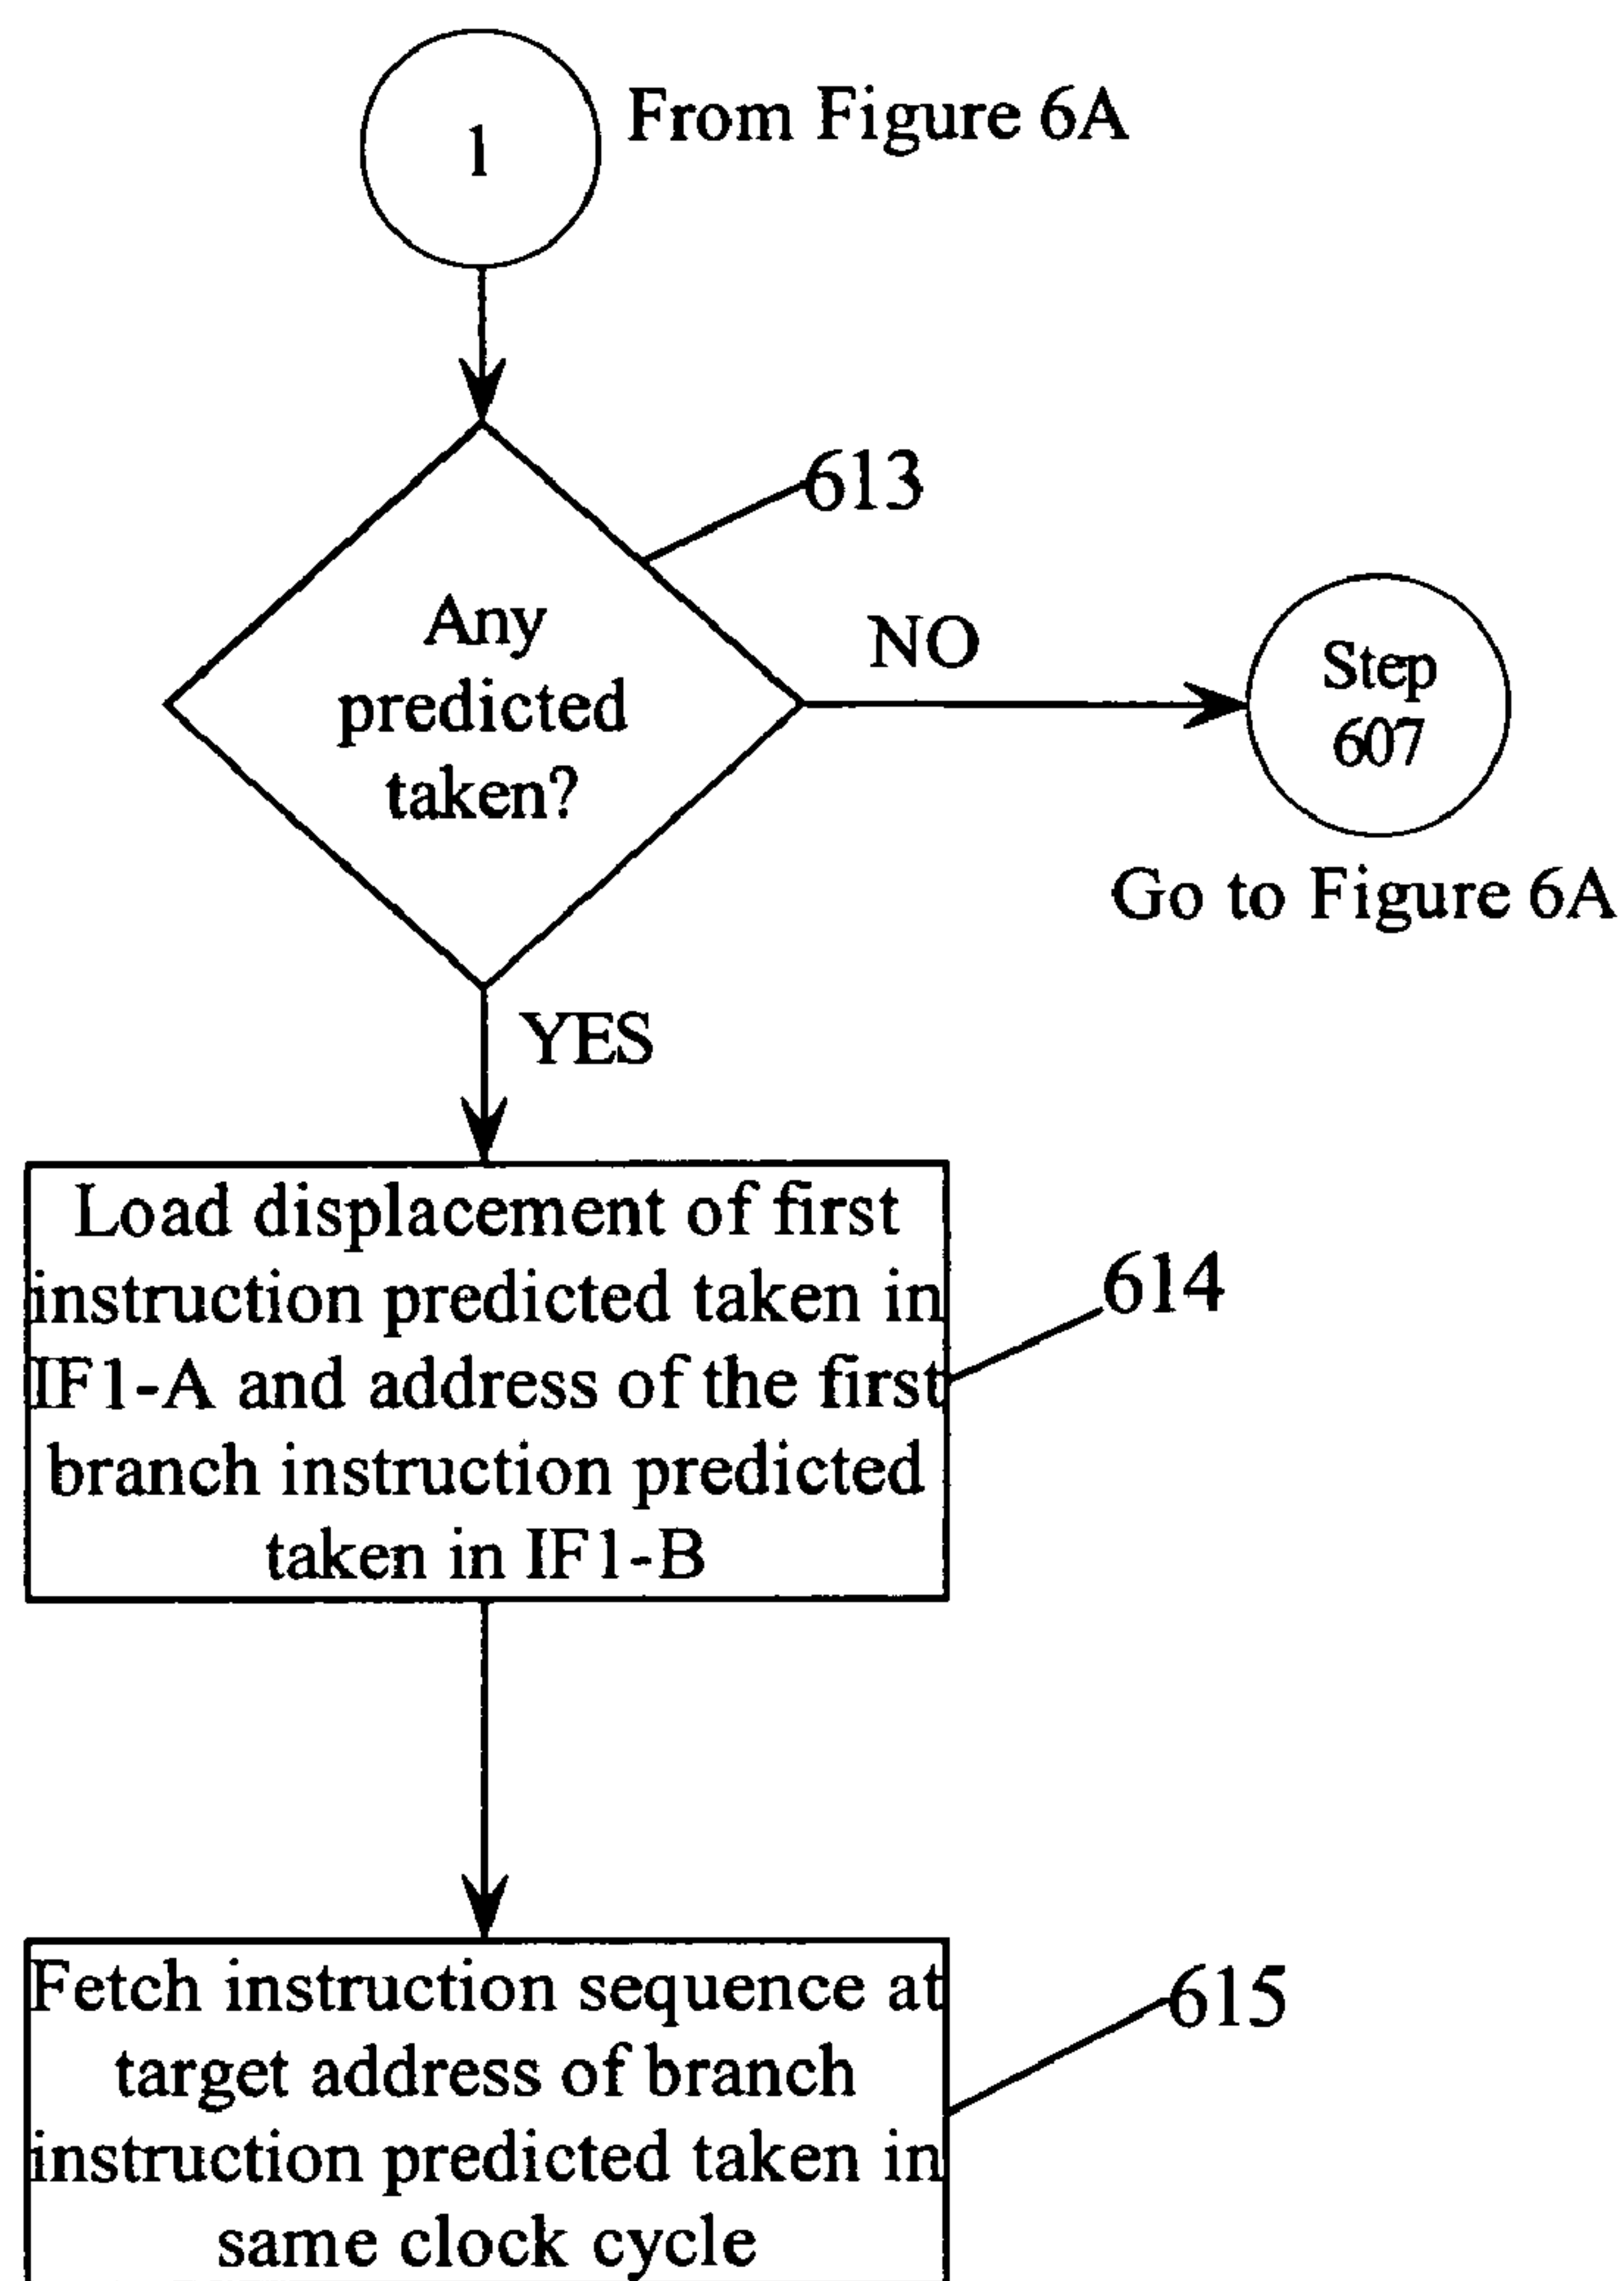 1
From Figure 6A
613
Any
predicted
taken?
NO
Step
607
Go to Figure 6A
YES
Load displacement of first
instruction predicted taken in
IF1-A and address of the first
branch instruction predicted
taken in IF1-B
614
Fetch instruction sequence at
target address of branch
instruction predicted taken in
same clock cycle
615